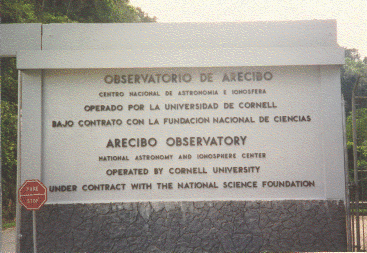 OBSERVATORIO DE ARECIBO
CENTRO NACIONAL DE ASTRONOMIA E IONOSFERA
OPERADO POR LA UNIVERSIDAD DE CORNELL
BAJO CONTRATO CON LA FUNDACION NACIONAL DE CIENCIAS
ARECIBO OBSERVATORY
NATIONAL ASTRONOMY AND IONOSPHERE CENTER
OPERATED BY CORNELL UNIVERSITY
UNDER CONTRACT WITH THE NATIONAL SCIENCE FOUNDATION
PARE
STOP